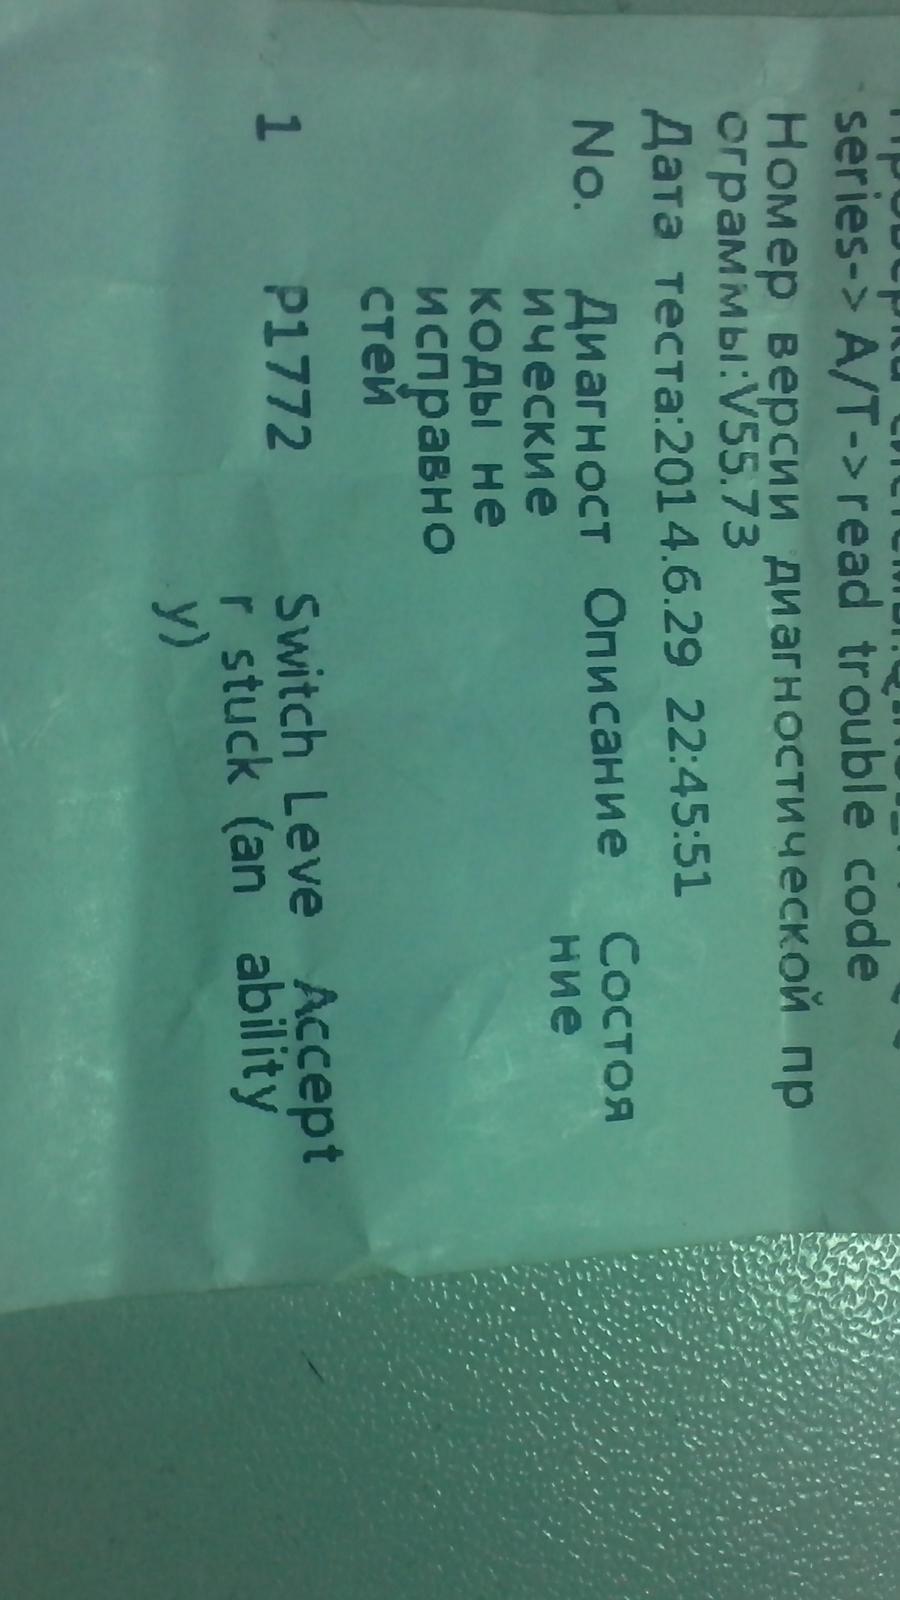 series-> A/T->read trouble code
Номер версии диагностической пр
ограммы:V55.73
Дата теста:2014.6.29 22:45:51
No. Диагност Описание Состоя
ические ние
коды не
исправно
стей
1 P1772 Switch Leve Accept
r stuck (an ability
y)